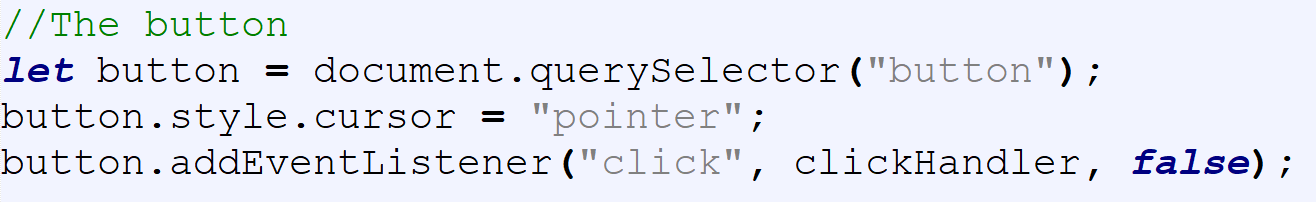 //The button
let button = document.querySelector("button");
button.style.cursor = "pointer";
button.addEventListener("click", clickHandler, false);